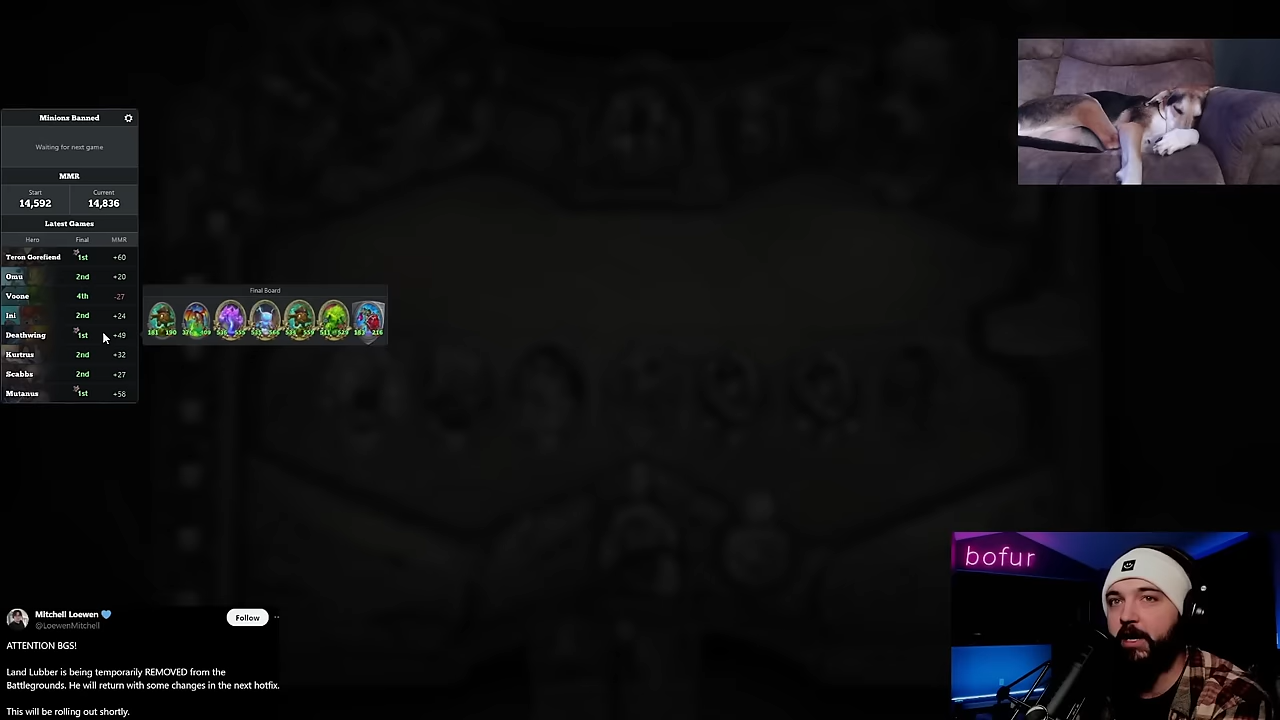 Minions Banned
Waiting for next game
MMR
Start Current
14,592 14,836
Latest Games
Hero Final MMR
Teron Gorefiend 1st +60
Omu 2nd +20
Voone 4th -27
Ini 2nd +24
Deathwing 1st +49
Kurtrus 2nd +32
Scabbs 2nd +27
Mutanus 1st +58
Final Board
181 190
bofur
Mitchell Loewen
@LoewenMitchell
Follow
ATTENTION BGS!
Land Lubber is being temporarily REMOVED from the
Battlegrounds. He will return with some changes in the next hotfix.
This will be rolling out shortly.